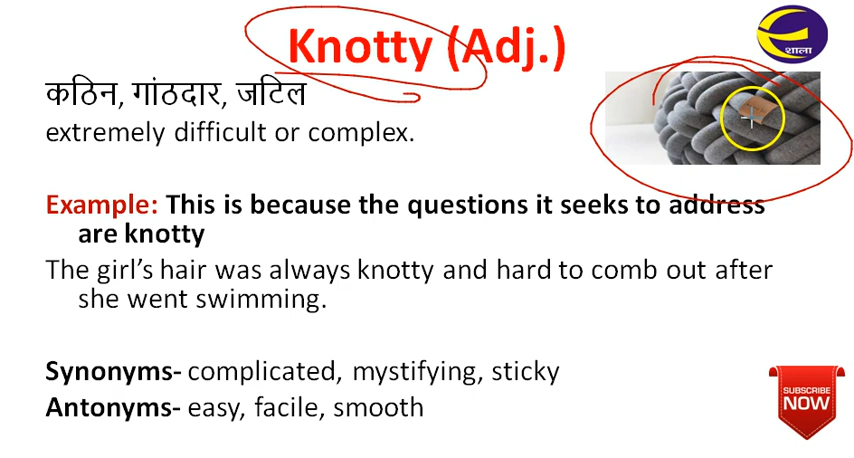 Knotty (Adj.)
शाला
कठिन, गांठदार, जटिल
extremely difficult or complex.
Example: This is because the questions it seeks to address
are knotty
The girl's hair was always knotty and hard to comb out after
she went swimming.
Synonyms- complicated, mystifying, sticky
Antonyms- easy, facile, smooth
SUBSCRIBE
NOW